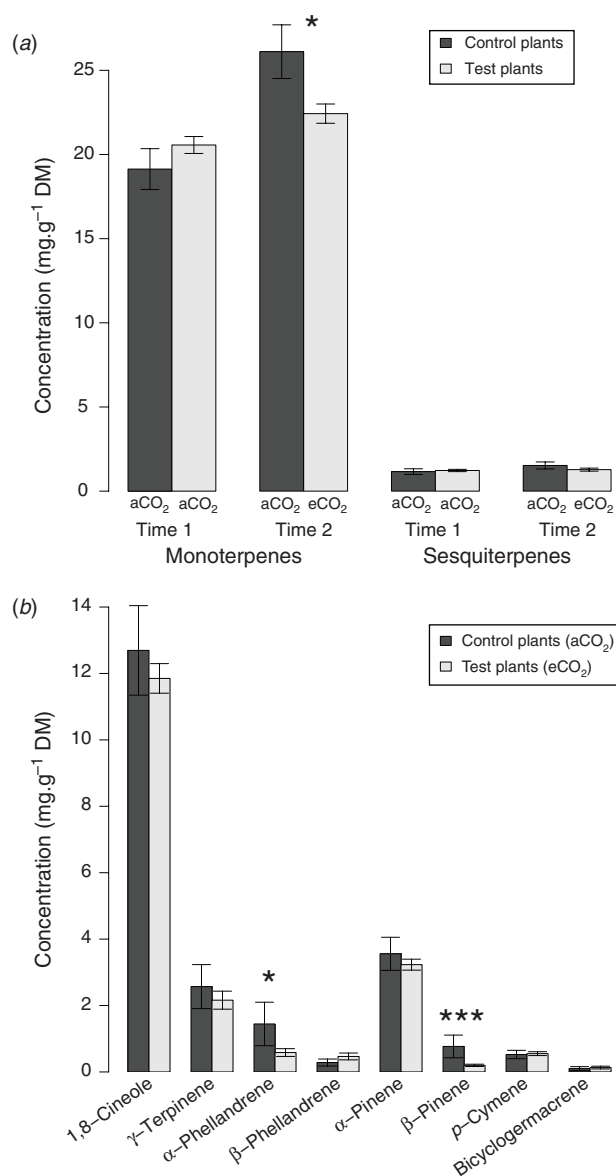 (a)
*
Control plants
Test plants
25
20
15
10
5
0
Concentration (mg.g⁻¹ DM)
aCO₂ aCO₂ aCO₂ eCO₂ aCO₂ aCO₂ aCO₂ eCO₂
Time 1 Time 2 Time 1 Time 2
Monoterpenes Sesquiterpenes
(b)
Control plants (aCO₂)
Test plants (eCO₂)
14
12
10
8
6
4
2
0
Concentration (mg.g⁻¹ DM)
*
***
1,8–Cineole
γ–Terpinene
α–Phellandrene
β–Phellandrene
α–Pinene
β–Pinene
p–Cymene
Bicyclogermacrene